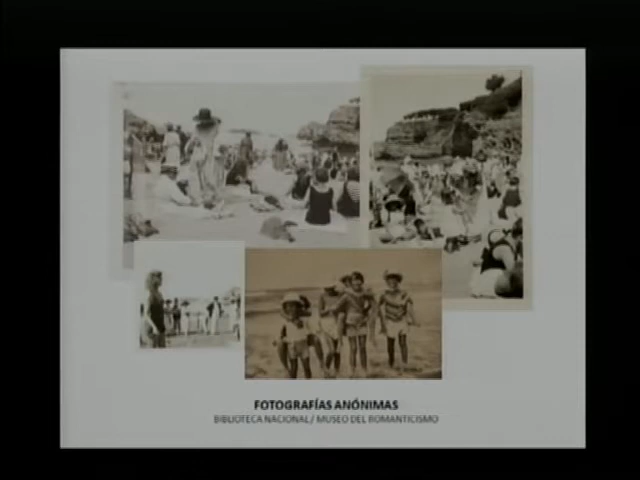 FOTOGRAFÍAS ANÓNIMAS
BIBLIOTECA NACIONAL / MUSEO DEL ROMANTICISMO